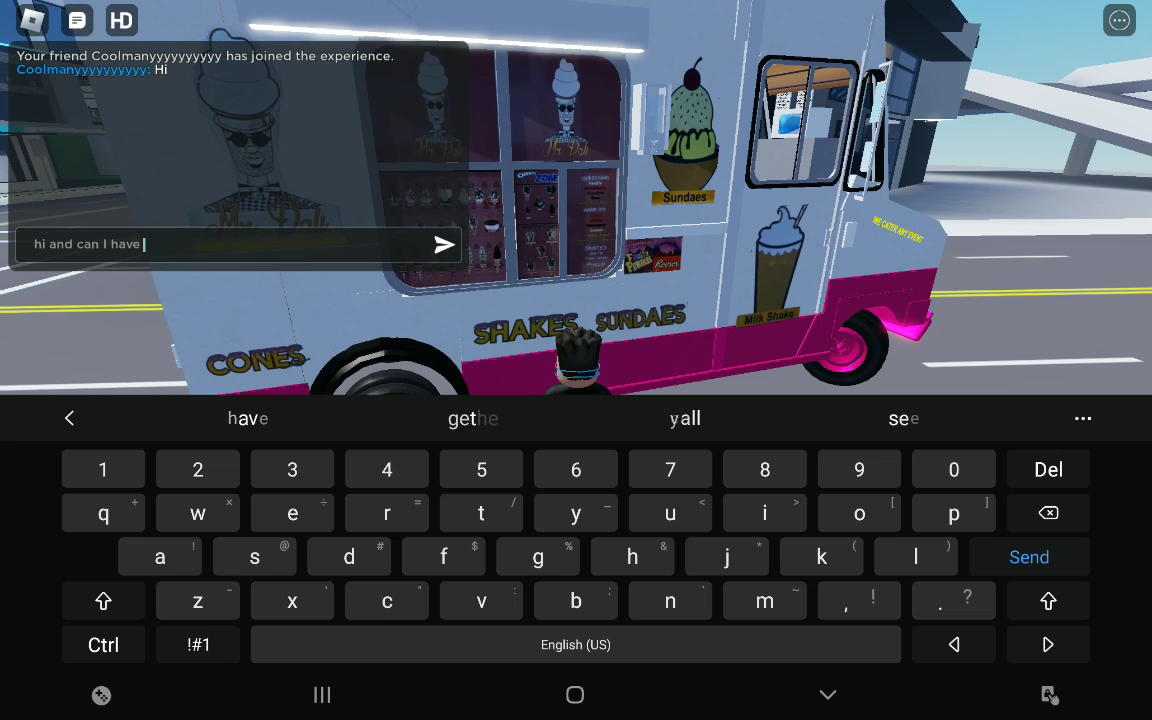 HD
Your friend Coolmanyyyyyyyyyy has joined the experience.
Coolmanyyyyyyyyyy: Hi
hi and can I have
Sundaes
WE CATER ANY EVENT
Reeses
Milk Shake
SHAKES SUNDAES
CONES
have gethe yall see
1 2 3 4 5 6 7 8 9 0 Del
q + w × e ÷ r = t / y _ u < i > o [ p ]
a ! s @ d # f $ g % h & j * k ( l ) Send
z - x ' c " v : b ; n ` m ~ , ! . ?
Ctrl !#1 English (US)